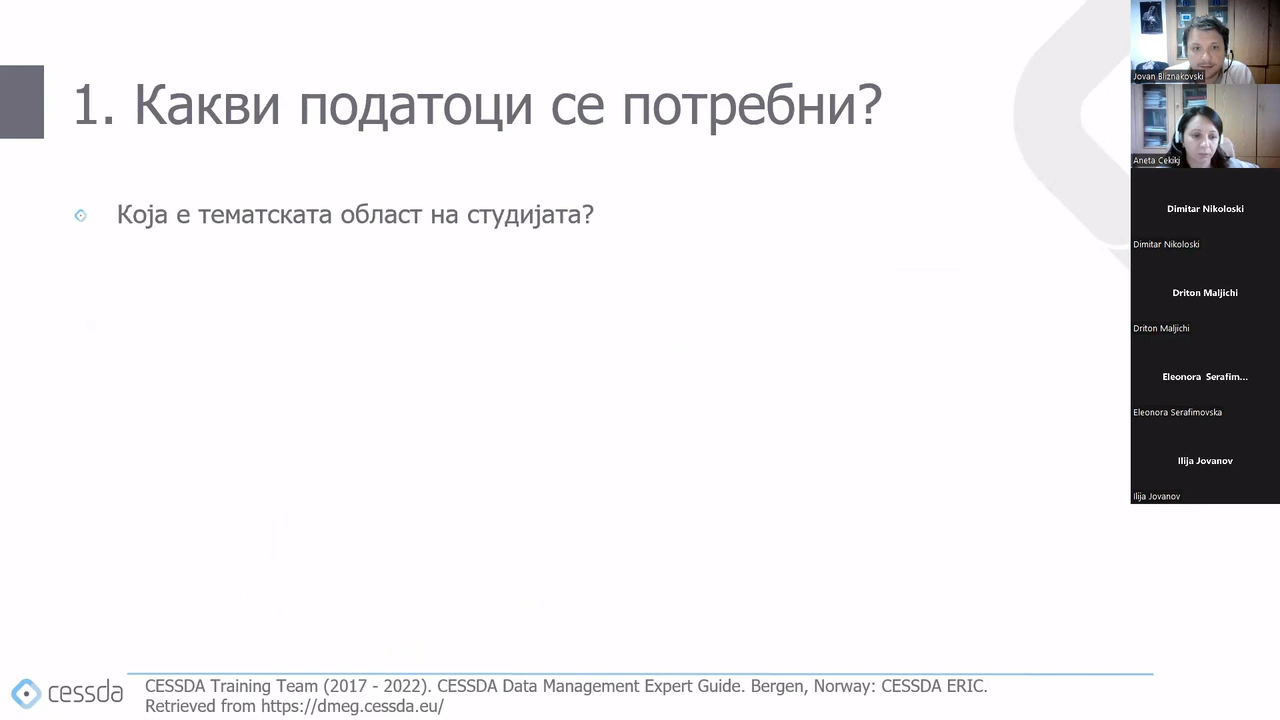 1. Какви податоци се потребни?
Која е тематската област на студијата?
cessda
CESSDA Training Team (2017 - 2022). CESSDA Data Management Expert Guide. Bergen, Norway: CESSDA ERIC.
Retrieved from https://dmeg.cessda.eu/
Jovan Bliznakovski
Aneta Cekikj
Dimitar Nikoloski
Dimitar Nikoloski
Driton Maljichi
Driton Maljichi
Eleonora Serafim...
Eleonora Serafimovska
Ilija Jovanov
Ilija Jovanov